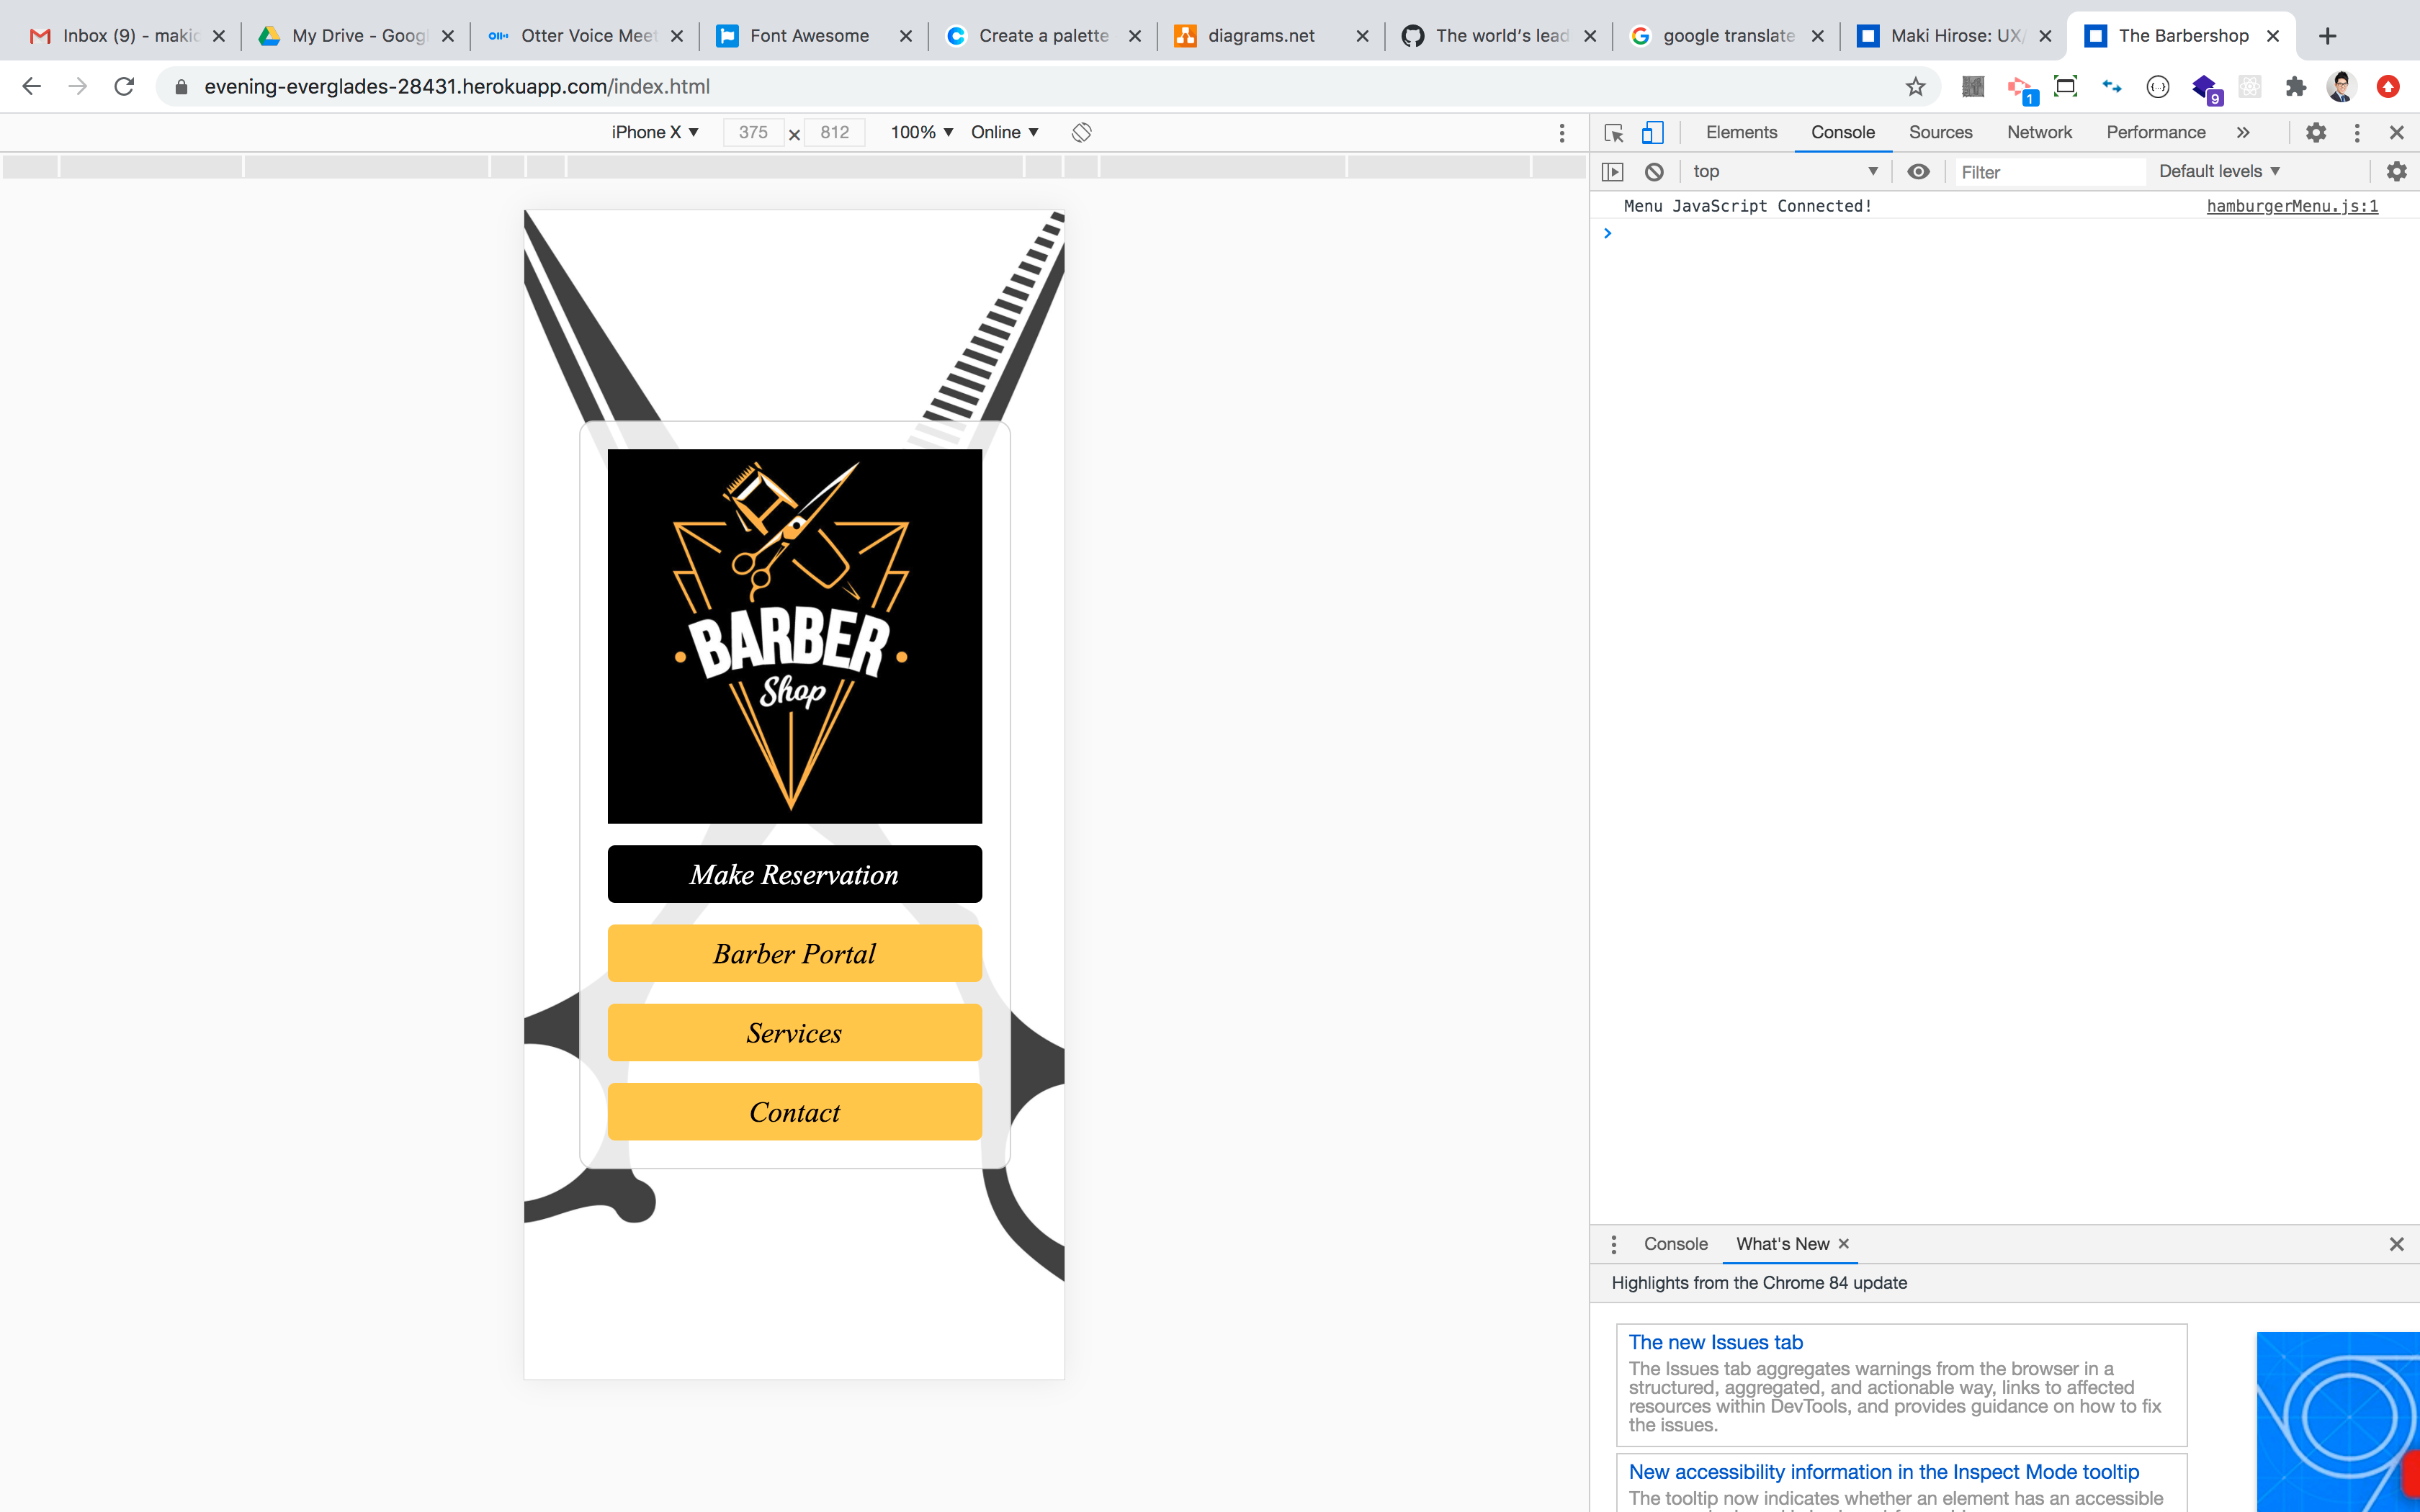 Inbox (9) - makic
My Drive - Googl
Otter Voice Meet
Font Awesome
Create a palette
diagrams.net
The world's lead
google translate
Maki Hirose: UX/
The Barbershop
evening-everglades-28431.herokuapp.com/index.html
1
9
iPhone X ▼ 375 × 812 100% ▼ Online ▼
Elements Console Sources Network Performance »
top ▼ Filter Default levels ▼
Menu JavaScript Connected! hamburgerMenu.js:1
BARBER
Shop
Make Reservation
Barber Portal
Services
Contact
Console What's New
Highlights from the Chrome 84 update
The new Issues tab
The Issues tab aggregates warnings from the browser in a
structured, aggregated, and actionable way, links to affected
resources within DevTools, and provides guidance on how to fix
the issues.
New accessibility information in the Inspect Mode tooltip
The tooltip now indicates whether an element has an accessible